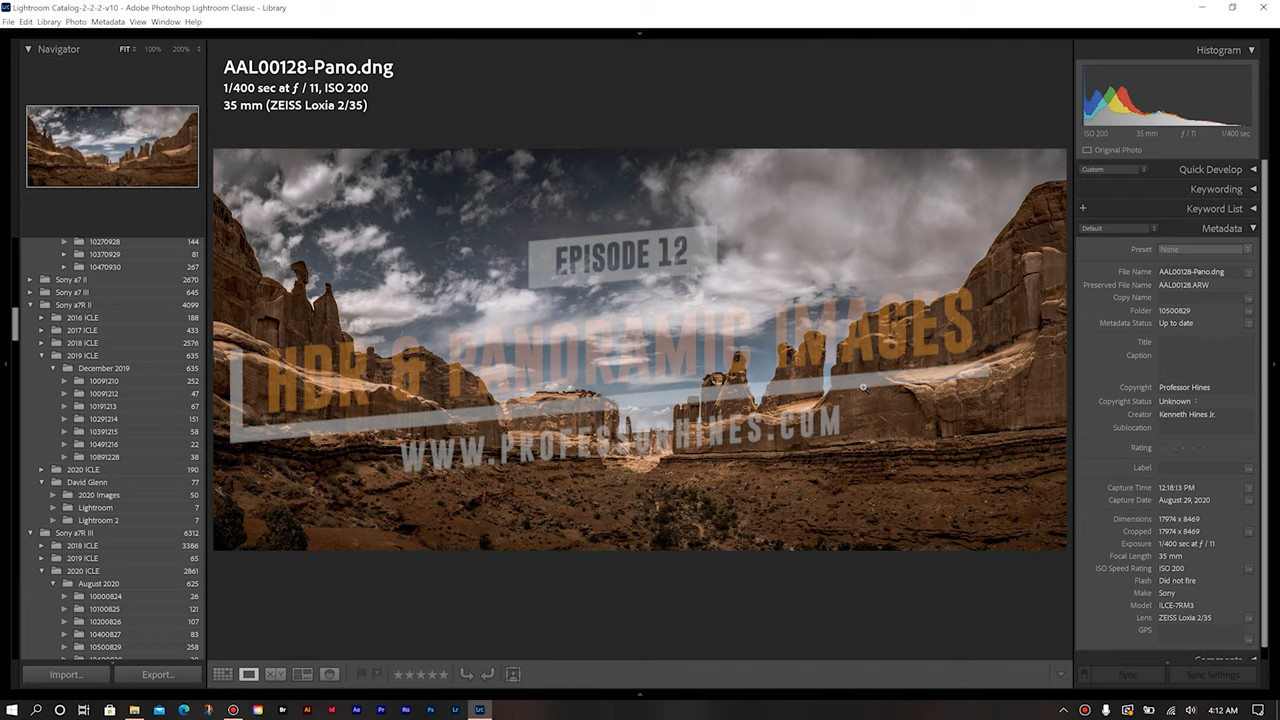 Lightroom Catalog-2-2-2-v10 - Adobe Photoshop Lightroom Classic - Library
File Edit Library Photo Metadata View Window Help
Navigator FIT 100% 200%
AAL00128-Pano.dng
1/400 sec at ƒ / 11, ISO 200
35 mm (ZEISS Loxia 2/35)
EPISODE 12
HDR & PANORAMIC IMAGES
WWW.PROFESSORHINES.COM
10270928 144
10370929 81
10470930 267
Sony a7 II 2670
Sony a7 III 645
Sony a7R II 4099
2016 ICLE 188
2017 ICLE 433
2018 ICLE 2576
2019 ICLE 635
December 2019 635
10091210 252
10091212 47
10191213 67
10291214 151
10391215 58
10491216 22
10891228 38
2020 ICLE 190
David Glenn 77
2020 Images 50
Lightroom 7
Lightroom 2 7
Sony a7R III 6312
2018 ICLE 3386
2019 ICLE 65
2020 ICLE 2861
August 2020 625
10000824 26
10100825 121
10200826 107
10400827 83
10500829 258
Import... Export...
Histogram
ISO 200 35 mm ƒ / 11 1/400 sec
Original Photo
Custom Quick Develop
Keywording
Keyword List
Default Metadata
Preset None
File Name AAL00128-Pano.dng
Preserved File Name AAL00128.ARW
Copy Name
Folder 10500829
Metadata Status Up to date
Title
Caption
Copyright Professor Hines
Copyright Status Unknown
Creator Kenneth Hines Jr.
Sublocation
Rating
Label
Capture Time 12:18:13 PM
Capture Date August 29, 2020
Dimensions 17974 x 8469
Cropped 17974 x 8469
Exposure 1/400 sec at ƒ / 11
Focal Length 35 mm
ISO Speed Rating ISO 200
Flash Did not fire
Make Sony
Model ILCE-7RM3
Lens ZEISS Loxia 2/35
GPS
Sync Sync Settings
4:12 AM